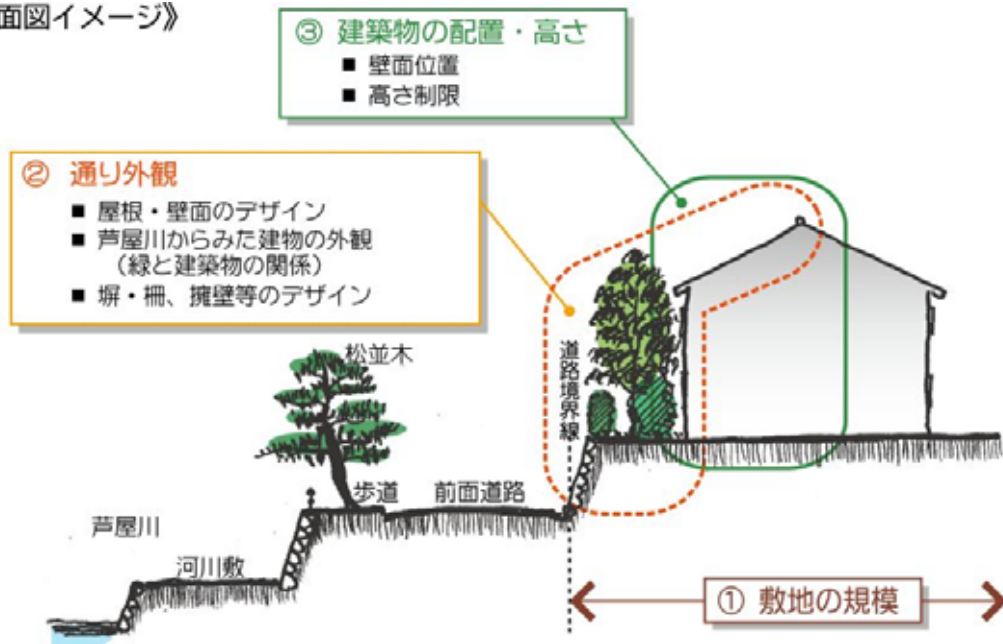 面図イメージ》
③ 建築物の配置・高さ
■ 壁面位置
■ 高さ制限
② 通り外観
■ 屋根・壁面のデザイン
■ 芦屋川からみた建物の外観
（緑と建築物の関係）
■ 塀・柵、擁壁等のデザイン
松並木
道路境界線
歩道
前面道路
芦屋川
河川敷
① 敷地の規模